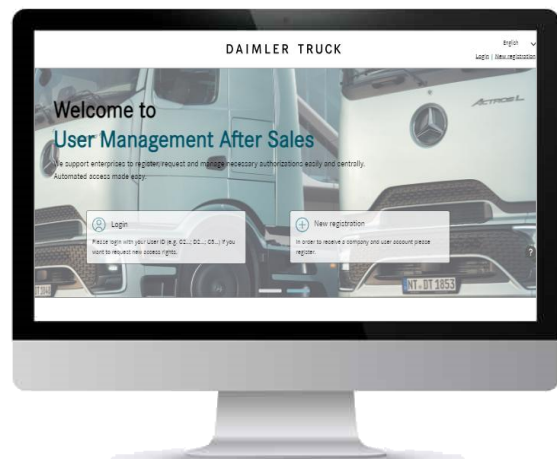 DAIMLER TRUCK
English
Login | New registration
Welcome to
User Management After Sales
We support enterprises to register/request and manage necessary authorizations easily and centrally.
Automated access made easy.
ACTROS L
Login
Please login with your User ID (e.g. C2...; D2...; C5...) if you
want to request new access rights.
New registration
In order to receive a company and user account please
register.
?
NT·DT 1853